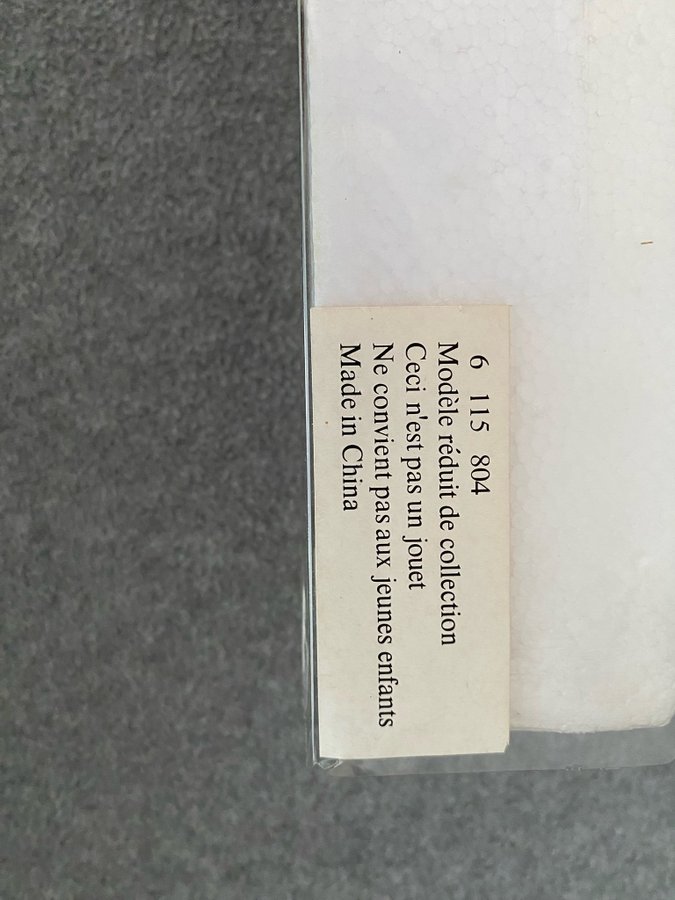 6 115 804
Modèle réduit de collection
Ceci n'est pas un jouet
Ne convient pas aux jeunes enfants
Made in China